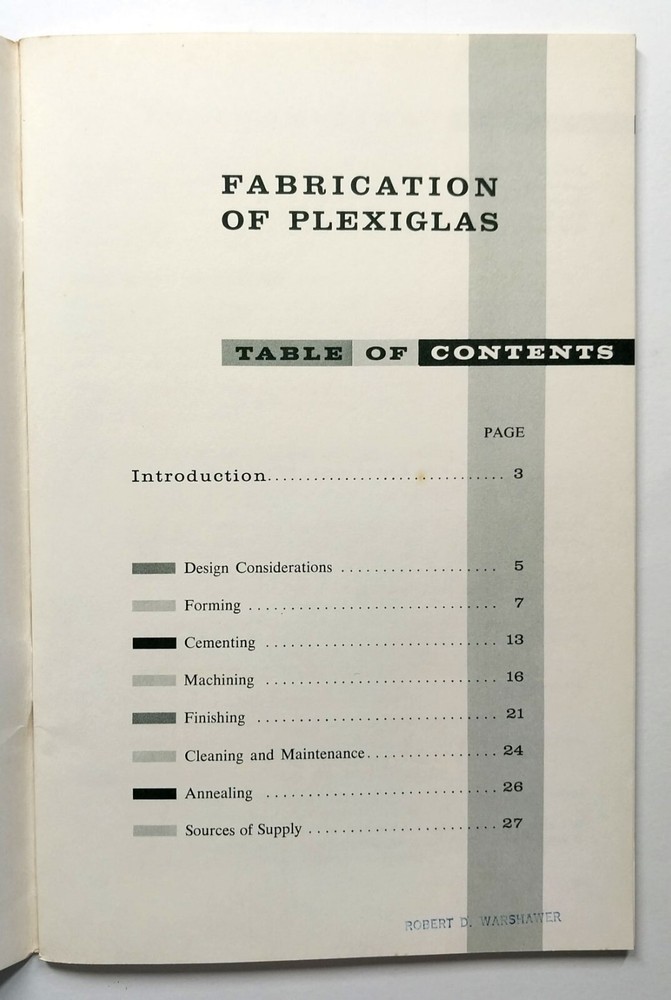 FABRICATION
OF PLEXIGLAS
TABLE OF CONTENTS
PAGE
Introduction.............................. 3
Design Considerations .................... 5
Forming .............................. 7
Cementing ............................ 13
Machining ............................ 16
Finishing ............................. 21
Cleaning and Maintenance................ 24
Annealing ............................ 26
Sources of Supply ....................... 27
ROBERT D. WARSHAWER